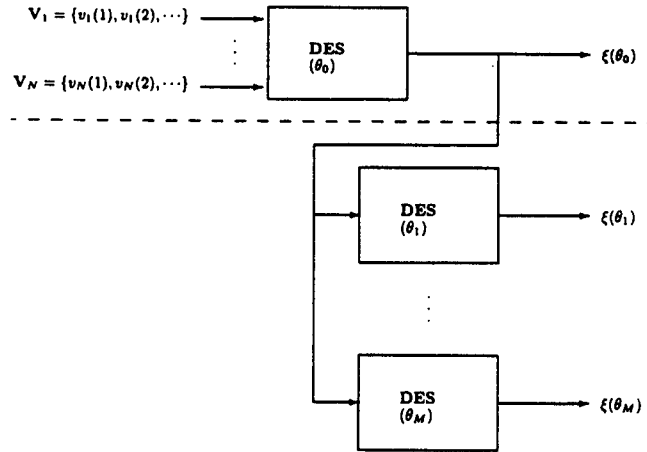 V₁ = {v₁(1), v₁(2), ···}
DES
(θ₀)
ξ(θ₀)
V_N = {v_N(1), v_N(2), ···}
DES
(θ₁)
ξ(θ₁)
DES
(θ_M)
ξ(θ_M)